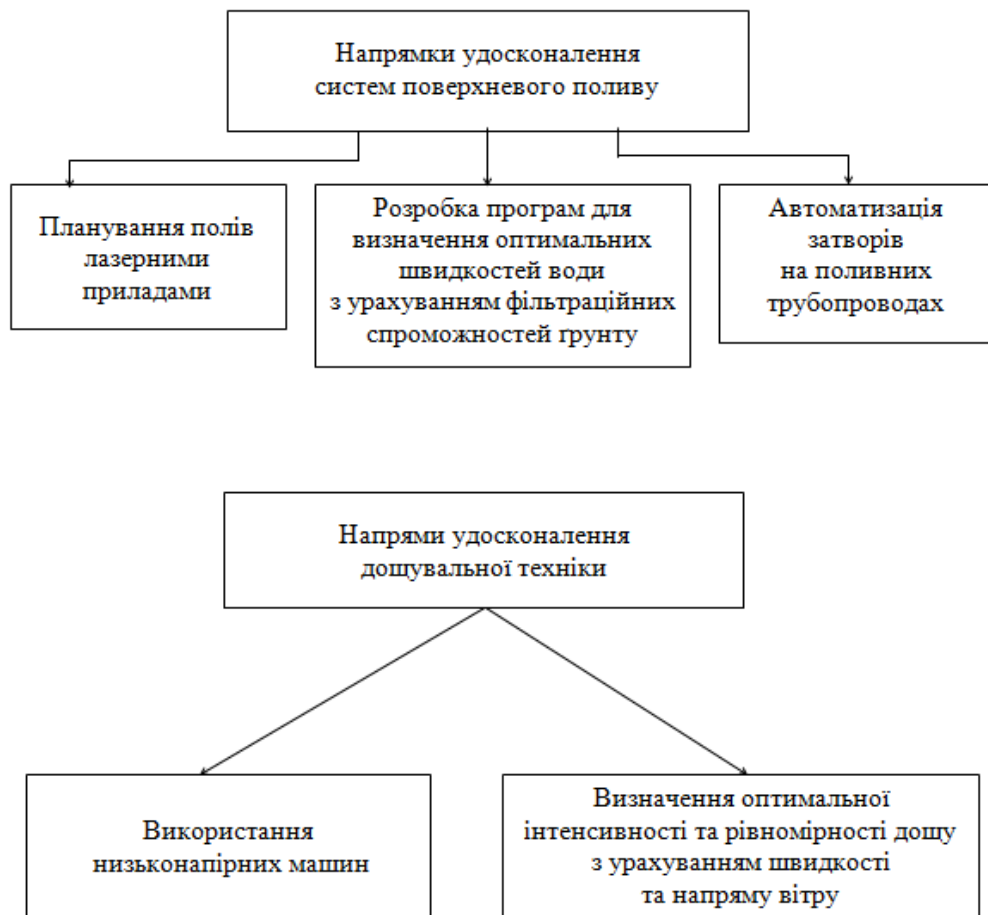 Напрямки удосконалення
систем поверхневого поливу
Планування полів
лазерними
приладами
Розробка програм для
визначення оптимальних
швидкостей води
з урахуванням фільтраційних
спроможностей ґрунту
Автоматизація
затворів
на поливних
трубопроводах
Напрями удосконалення
дощувальної техніки
Використання
низьконапірних машин
Визначення оптимальної
інтенсивності та рівномірності дощу
з урахуванням швидкості
та напряму вітру